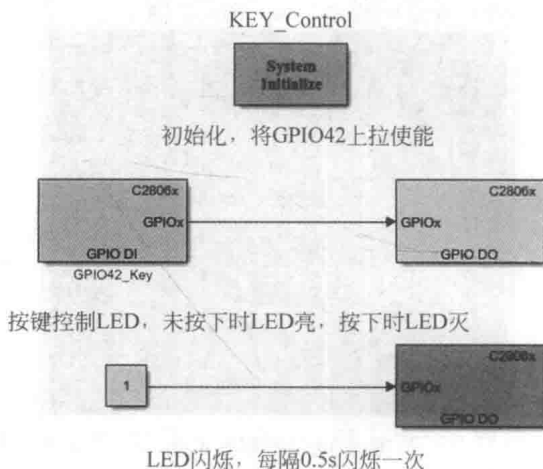 KEY_Control
System
Initialize
初始化，将GPIO42上拉使能
C2806x
GPIOx
GPIO DI
GPIO42_Key
C2806x
GPIOx
GPIO DO
按键控制LED，未按下时LED亮，按下时LED灭
1
C2806x
GPIOx
GPIO DO
LED闪烁，每隔0.5s闪烁一次